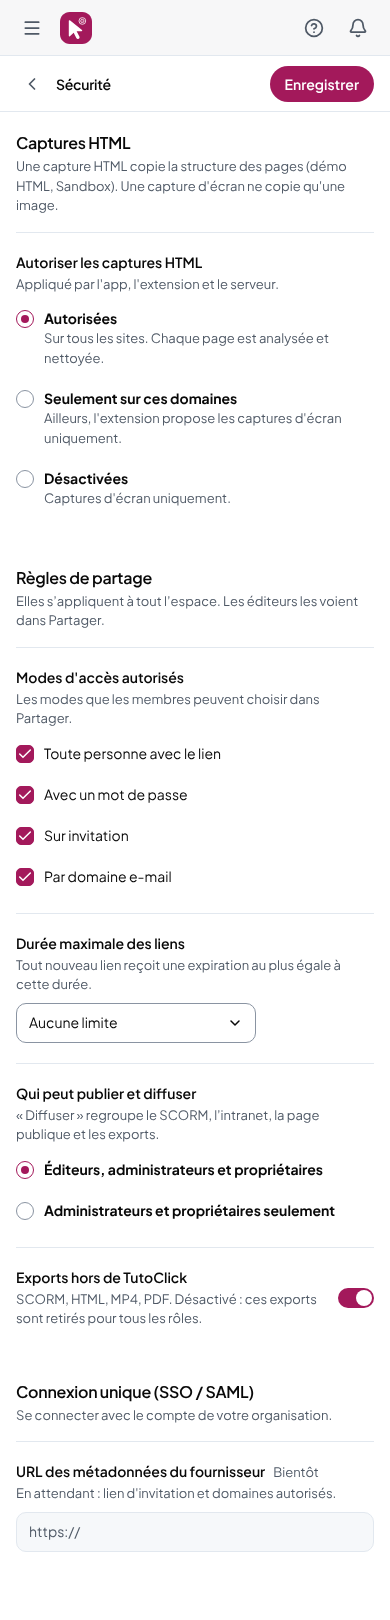 Sécurité
Enregistrer
Captures HTML
Une capture HTML copie la structure des pages (démo
HTML, Sandbox). Une capture d'écran ne copie qu'une
image.
Autoriser les captures HTML
Appliqué par l'app, l'extension et le serveur.
Autorisées
Sur tous les sites. Chaque page est analysée et
nettoyée.
Seulement sur ces domaines
Ailleurs, l'extension propose les captures d'écran
uniquement.
Désactivées
Captures d'écran uniquement.
Règles de partage
Elles s'appliquent à tout l'espace. Les éditeurs les voient
dans Partager.
Modes d'accès autorisés
Les modes que les membres peuvent choisir dans
Partager.
Toute personne avec le lien
Avec un mot de passe
Sur invitation
Par domaine e-mail
Durée maximale des liens
Tout nouveau lien reçoit une expiration au plus égale à
cette durée.
Aucune limite
Qui peut publier et diffuser
« Diffuser » regroupe le SCORM, l'intranet, la page
publique et les exports.
Éditeurs, administrateurs et propriétaires
Administrateurs et propriétaires seulement
Exports hors de TutoClick
SCORM, HTML, MP4, PDF. Désactivé : ces exports
sont retirés pour tous les rôles.
Connexion unique (SSO / SAML)
Se connecter avec le compte de votre organisation.
URL des métadonnées du fournisseur Bientôt
En attendant : lien d'invitation et domaines autorisés.
https://